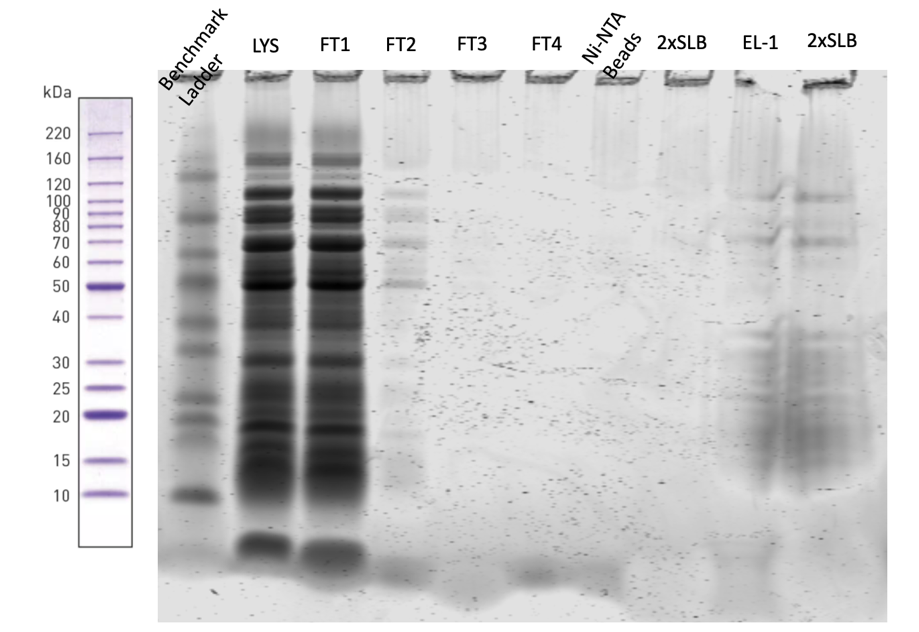 Benchmark
Ladder
LYS
FT1
FT2
FT3
FT4
Ni-NTA
Beads
2xSLB
EL-1
2xSLB
kDa
220
160
120
100
90
80
70
60
50
40
30
25
20
15
10